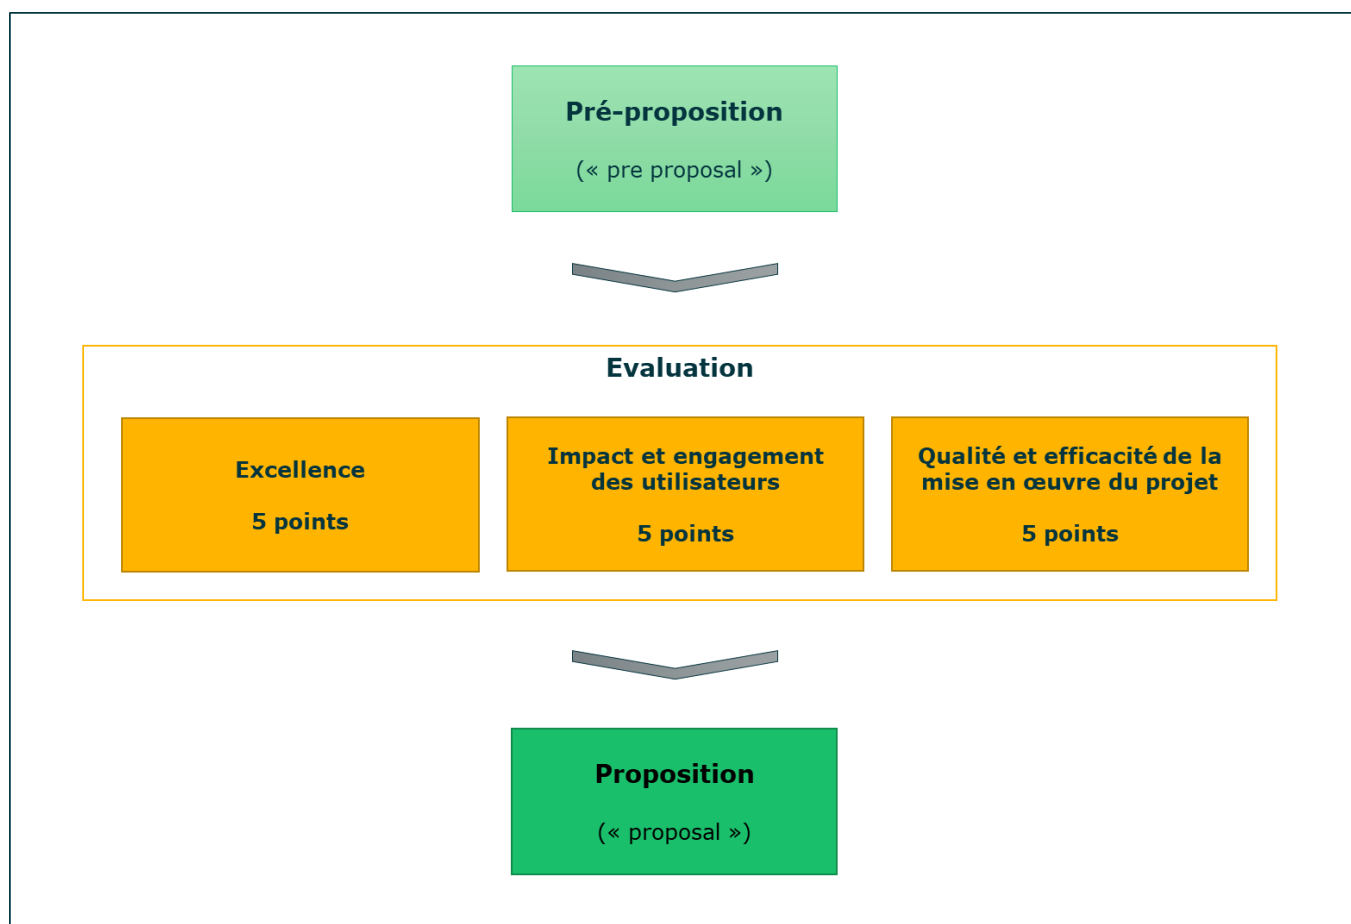 Pré-proposition
(« pre proposal »)
Evaluation
Excellence
5 points
Impact et engagement
des utilisateurs
5 points
Qualité et efficacité de la
mise en œuvre du projet
5 points
Proposition
(« proposal »)